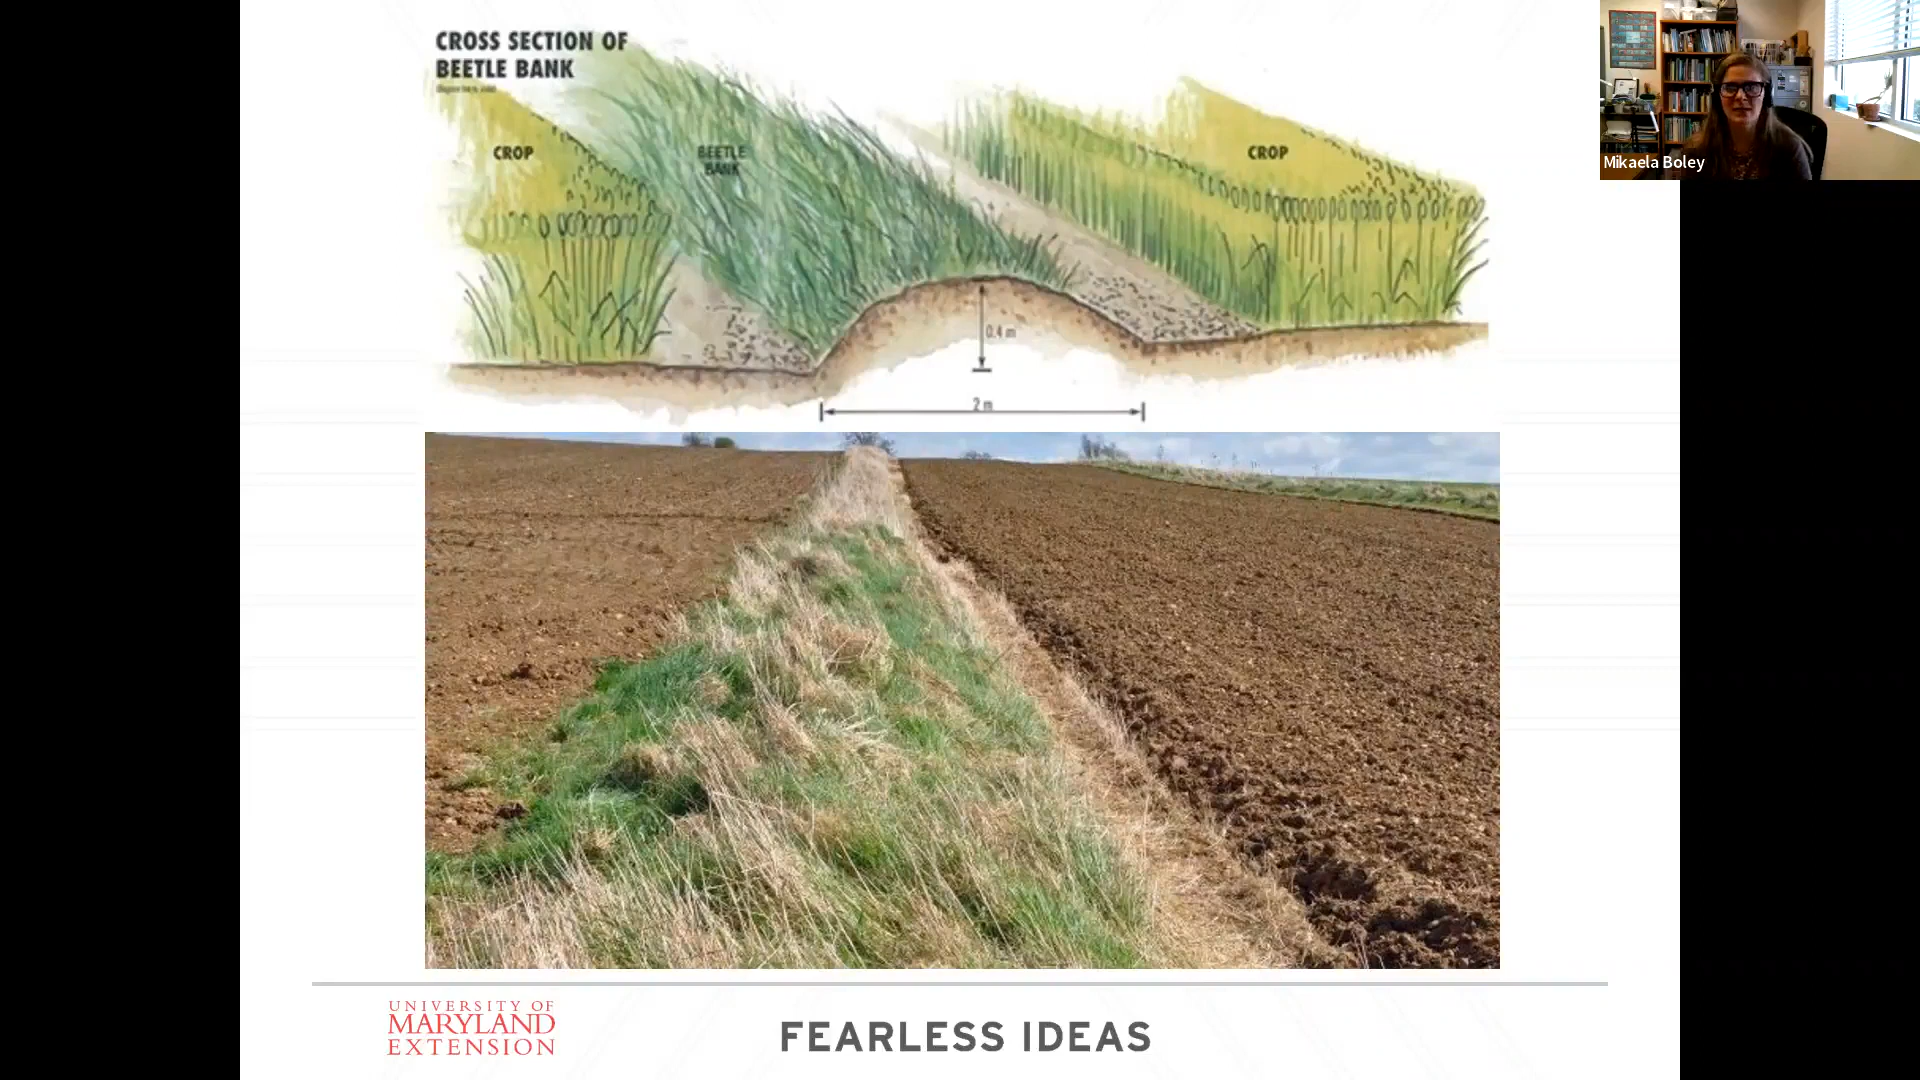 CROSS SECTION OF
BEETLE BANK
CROP
BEETLE
BANK
CROP
0.4 m
2 m
Mikaela Boley
UNIVERSITY OF
MARYLAND
EXTENSION
FEARLESS IDEAS